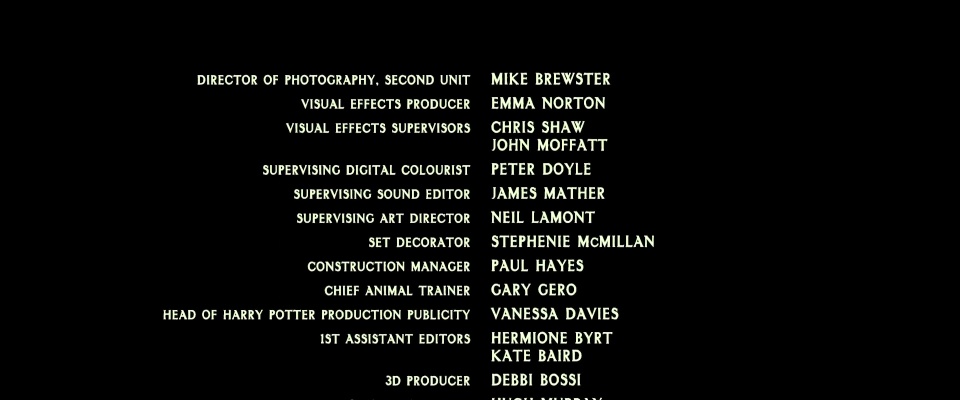 DIRECTOR OF PHOTOGRAPHY, SECOND UNIT MIKE BREWSTER
VISUAL EFFECTS PRODUCER EMMA NORTON
VISUAL EFFECTS SUPERVISORS CHRIS SHAW
JOHN MOFFATT
SUPERVISING DIGITAL COLOURIST PETER DOYLE
SUPERVISING SOUND EDITOR JAMES MATHER
SUPERVISING ART DIRECTOR NEIL LAMONT
SET DECORATOR STEPHENIE McMILLAN
CONSTRUCTION MANAGER PAUL HAYES
CHIEF ANIMAL TRAINER GARY GERO
HEAD OF HARRY POTTER PRODUCTION PUBLICITY VANESSA DAVIES
1ST ASSISTANT EDITORS HERMIONE BYRT
KATE BAIRD
3D PRODUCER DEBBI BOSSI